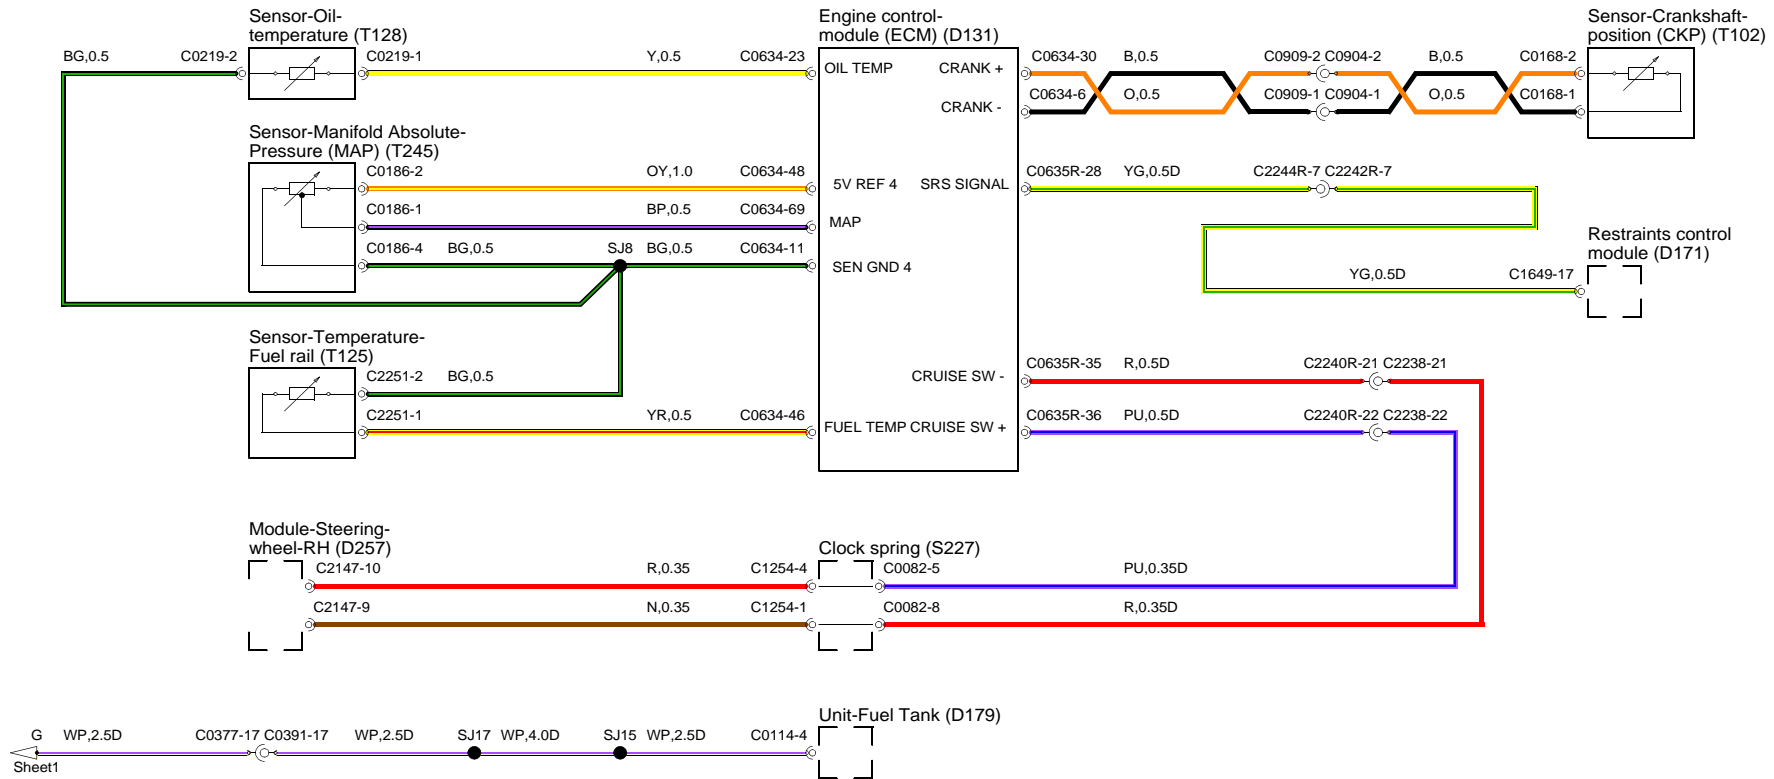 Sensor-Oil-
temperature (T128)
Engine control-
module (ECM) (D131)
Sensor-Crankshaft-
position (CKP) (T102)
BG,0.5 C0219-2 C0219-1 Y,0.5 C0634-23
OIL TEMP CRANK +
C0634-30 B,0.5 C0909-2 C0904-2 B,0.5 C0168-2
CRANK -
C0634-6 O,0.5 C0909-1 C0904-1 O,0.5 C0168-1
Sensor-Manifold Absolute-
Pressure (MAP) (T245)
C0186-2 OY,1.0 C0634-48
5V REF 4 SRS SIGNAL
C0635R-28 YG,0.5D C2244R-7 C2242R-7
C0186-1 BP,0.5 C0634-69
MAP
C0186-4 BG,0.5 SJ8 BG,0.5 C0634-11
SEN GND 4
Restraints control
module (D171)
YG,0.5D C1649-17
Sensor-Temperature-
Fuel rail (T125)
C2251-2 BG,0.5
CRUISE SW -
C0635R-35 R,0.5D C2240R-21 C2238-21
C2251-1 YR,0.5 C0634-46
FUEL TEMP CRUISE SW +
C0635R-36 PU,0.5D C2240R-22 C2238-22
Module-Steering-
wheel-RH (D257)
Clock spring (S227)
C2147-10 R,0.35 C1254-4 C0082-5 PU,0.35D
C2147-9 N,0.35 C1254-1 C0082-8 R,0.35D
Unit-Fuel Tank (D179)
G WP,2.5D C0377-17 C0391-17 WP,2.5D SJ17 WP,4.0D SJ15 WP,2.5D C0114-4
Sheet1